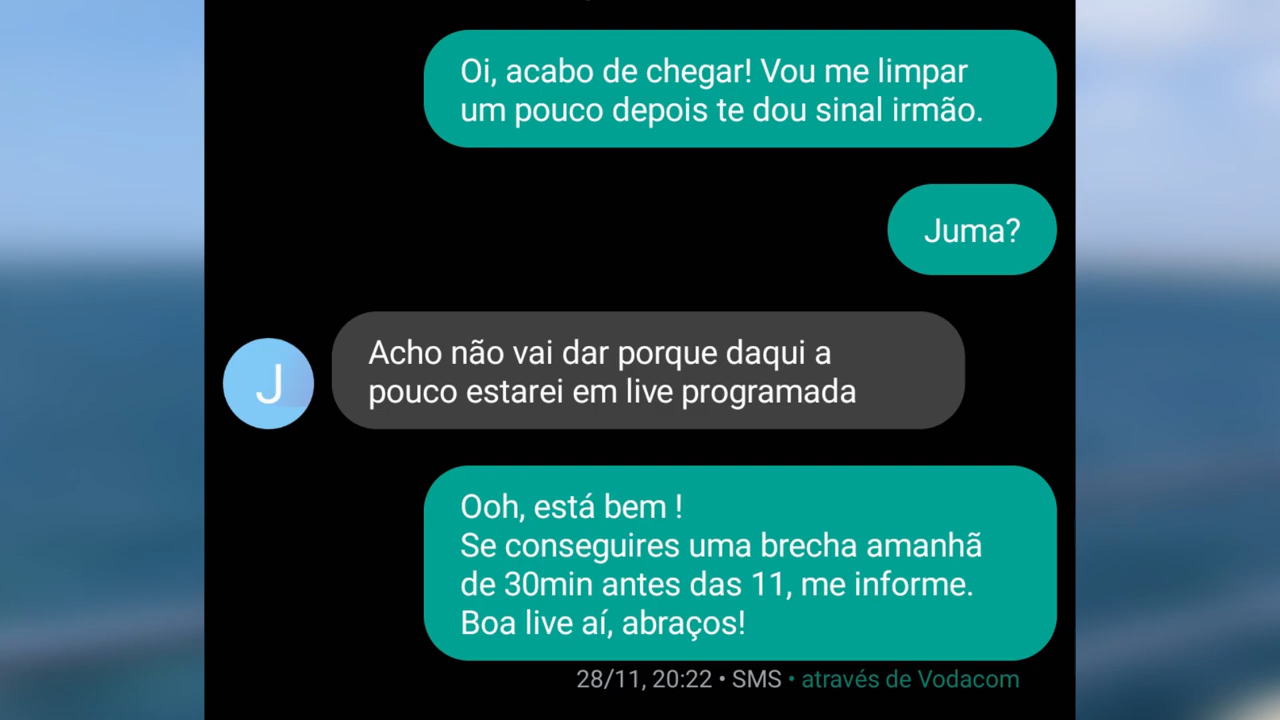 Oi, acabo de chegar! Vou me limpar
um pouco depois te dou sinal irmão.
Juma?
J
Acho não vai dar porque daqui a
pouco estarei em live programada
Ooh, está bem !
Se conseguires uma brecha amanhã
de 30min antes das 11, me informe.
Boa live aí, abraços!
28/11, 20:22 • SMS • através de Vodacom